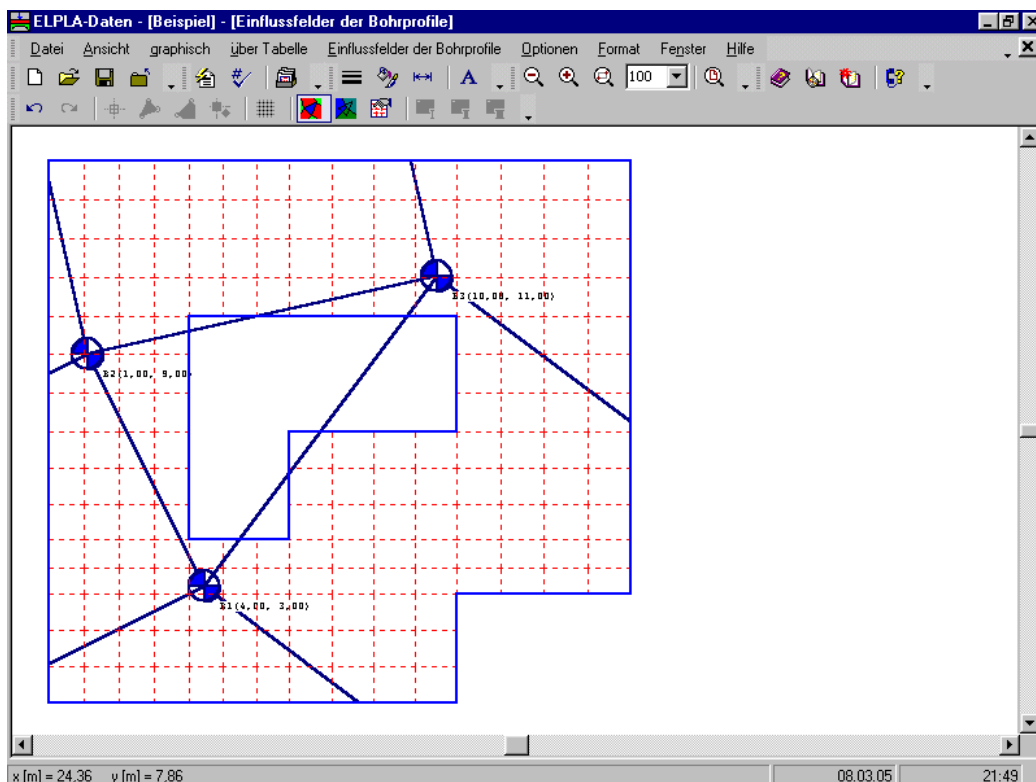 ELPLA-Daten - [Beispiel] - [Einflussfelder der Bohrprofile]
Datei Ansicht graphisch über Tabelle Einflussfelder der Bohrprofile Optionen Format Fenster Hilfe
A 100
I II III
B3(10,00, 11,00)
B2(1,00, 9,00)
B1(4,00, 3,00)
x [m] = 24,36 y [m] = 7,86 08.03.05 21:49